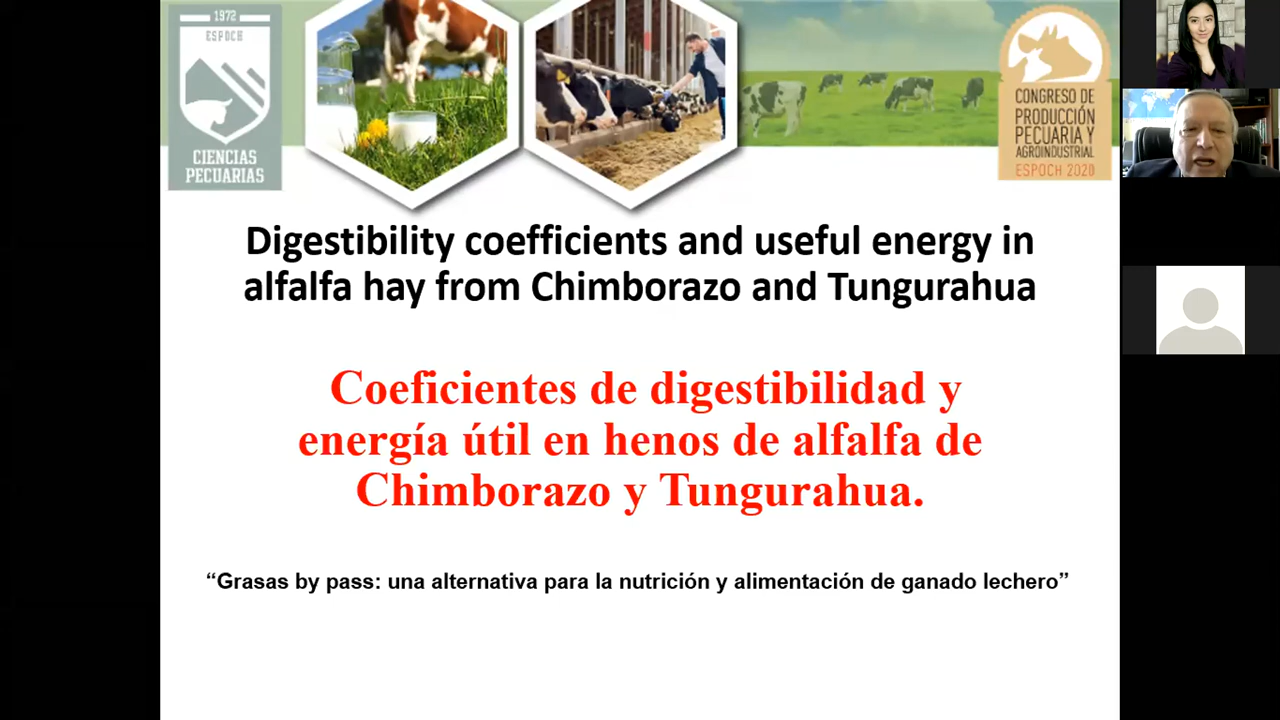 1972
ESPOCH
CIENCIAS
PECUARIAS
CONGRESO DE
PRODUCCIÓN
PECUARIA Y
AGROINDUSTRIAL
ESPOCH 2020
Digestibility coefficients and useful energy in
alfalfa hay from Chimborazo and Tungurahua
Coeficientes de digestibilidad y
energía útil en henos de alfalfa de
Chimborazo y Tungurahua.
“Grasas by pass: una alternativa para la nutrición y alimentación de ganado lechero”